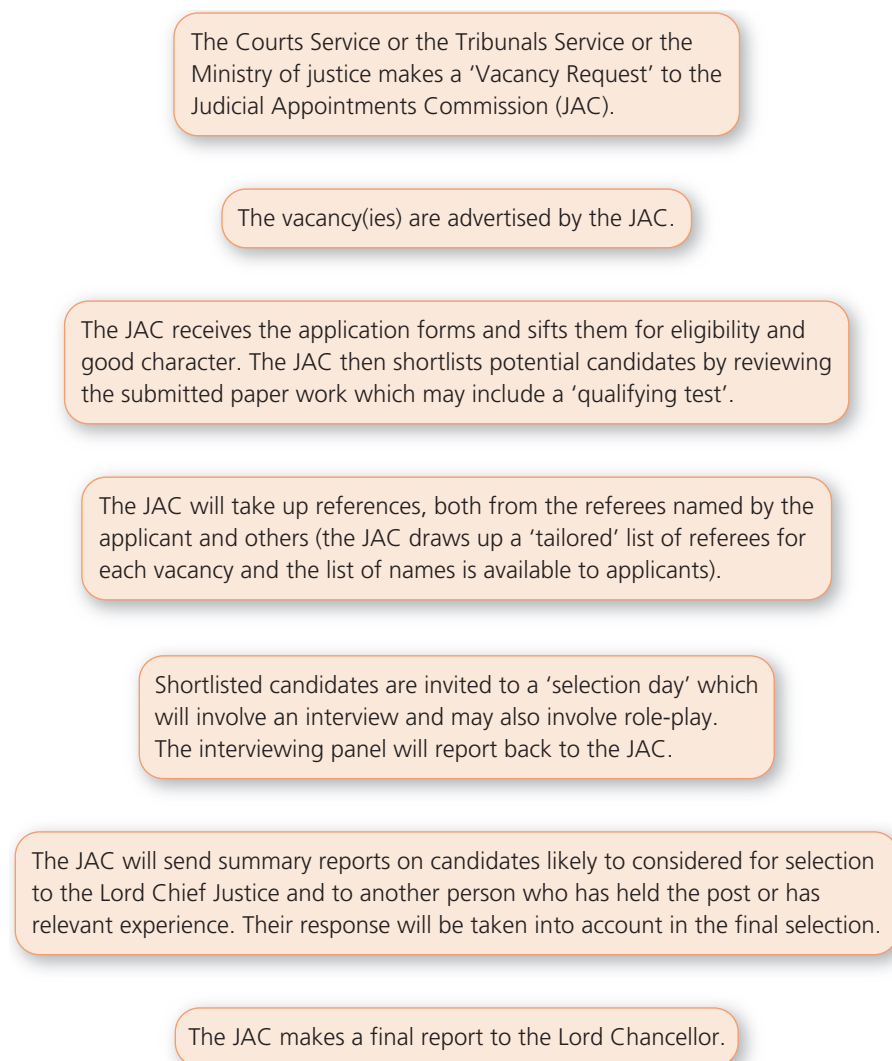 The Courts Service or the Tribunals Service or the
Ministry of justice makes a ‘Vacancy Request’ to the
Judicial Appointments Commission (JAC).
The vacancy(ies) are advertised by the JAC.
The JAC receives the application forms and sifts them for eligibility and
good character. The JAC then shortlists potential candidates by reviewing
the submitted paper work which may include a ‘qualifying test’.
The JAC will take up references, both from the referees named by the
applicant and others (the JAC draws up a ‘tailored’ list of referees for
each vacancy and the list of names is available to applicants).
Shortlisted candidates are invited to a ‘selection day’ which
will involve an interview and may also involve role-play.
The interviewing panel will report back to the JAC.
The JAC will send summary reports on candidates likely to considered for selection
to the Lord Chief Justice and to another person who has held the post or has
relevant experience. Their response will be taken into account in the final selection.
The JAC makes a final report to the Lord Chancellor.